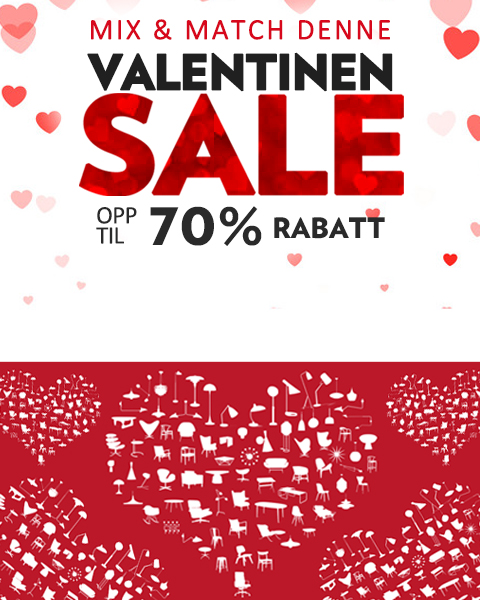 MIX & MATCH DENNE
VALENTINEN
SALE
OPP TIL 70% RABATT